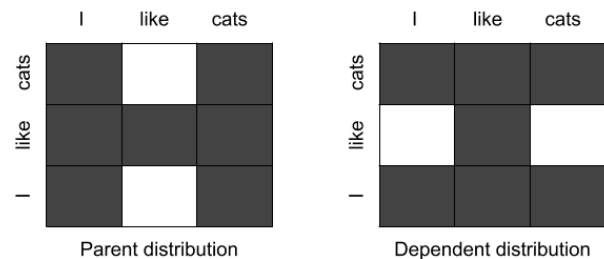 I like cats
I like cats
cats
like
I
cats
like
I
Parent distribution
Dependent distribution